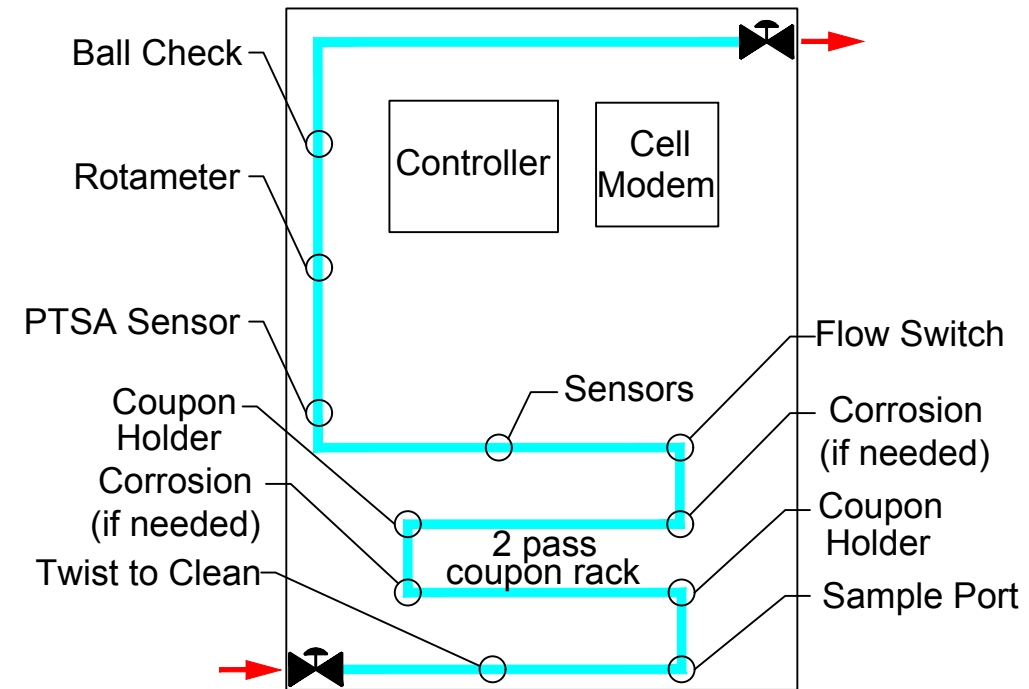 Ball Check
Controller
Cell
Modem
Rotameter
PTSA Sensor
Flow Switch
Sensors
Coupon
Holder
Corrosion
(if needed)
Corrosion
(if needed)
Coupon
Holder
2 pass
coupon rack
Twist to Clean
Sample Port